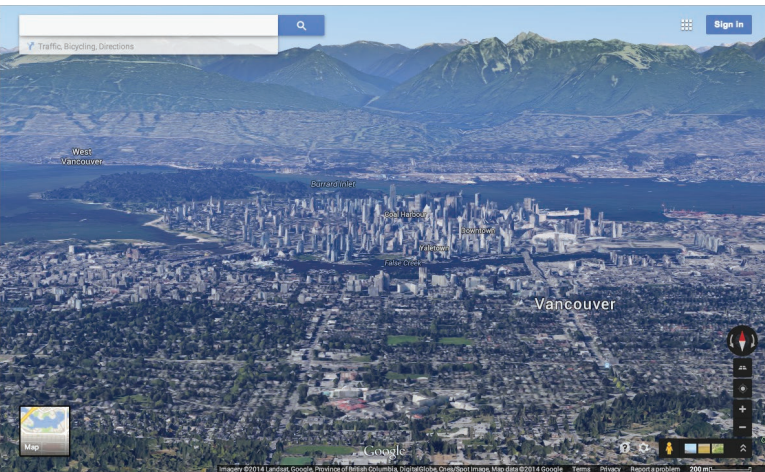 Sign in
Traffic, Bicycling, Directions
West
Vancouver
Burrard Inlet
Coal Harbour
Downtown
Yaletown
False Creek
Vancouver
Map
Google
Imagery ©2014 Landsat, Google, Province of British Columbia, DigitalGlobe, Cnes/Spot Image, Map data ©2014 Google Terms Privacy Report a problem 200 m